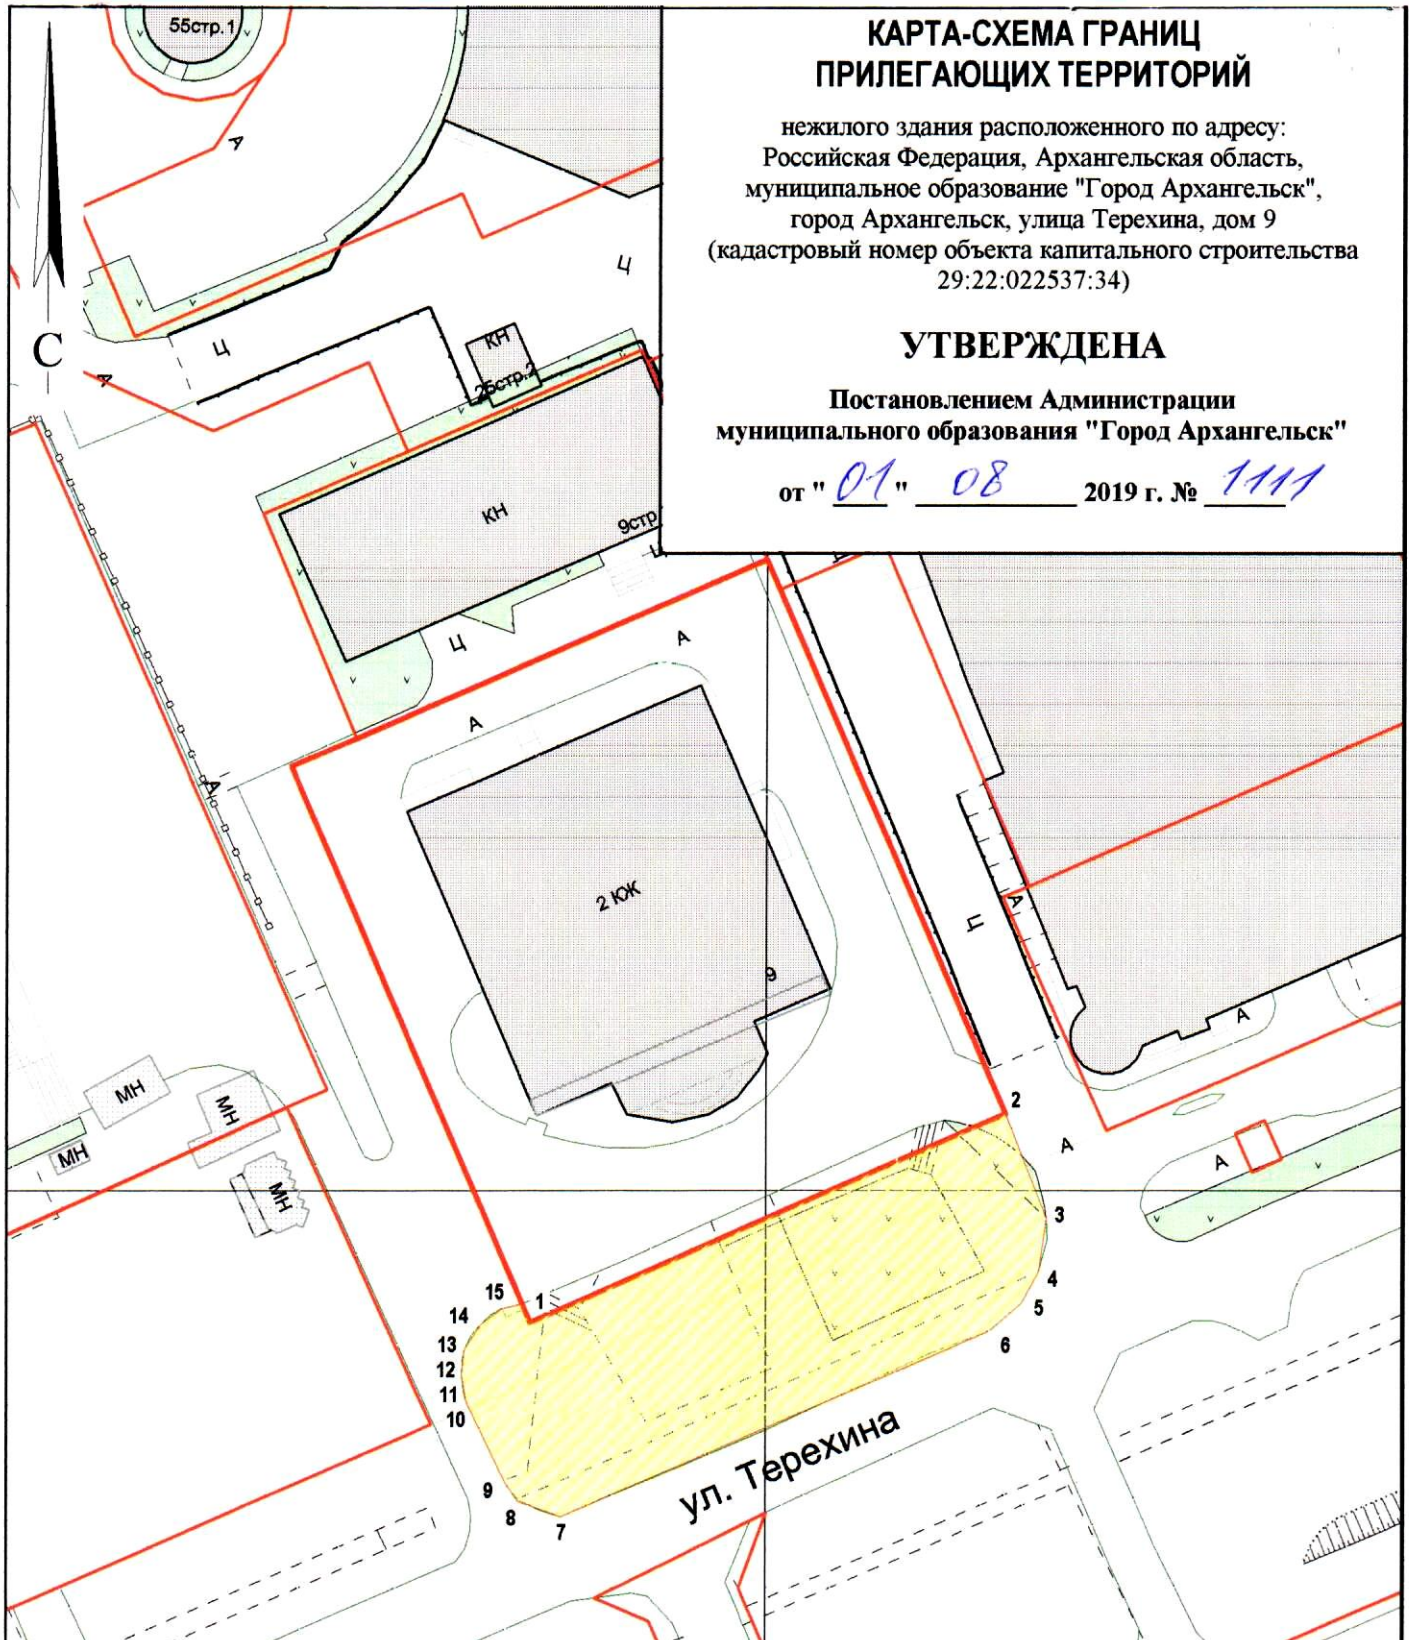 КАРТА-СХЕМА ГРАНИЦ
ПРИЛЕГАЮЩИХ ТЕРРИТОРИЙ
нежилого здания расположенного по адресу:
Российская Федерация, Архангельская область,
муниципальное образование "Город Архангельск",
город Архангельск, улица Терехина, дом 9
(кадастровый номер объекта капитального строительства
29:22:022537:34)
УТВЕРЖДЕНА
Постановлением Администрации
муниципального образования "Город Архангельск"
от "01" 08 2019 г. № 1111
55стр.1
А
Ц
С
Ц
А
КН
25стр.2
КН
9стр
Ц
Ц
Ц
А
А
А
2 КЖ
9
А
Ц
А
МН
МН
МН
МН
2
А
А
3
4
5
6
15
1
14
13
12
11
10
9
8
7
ул. Терехина